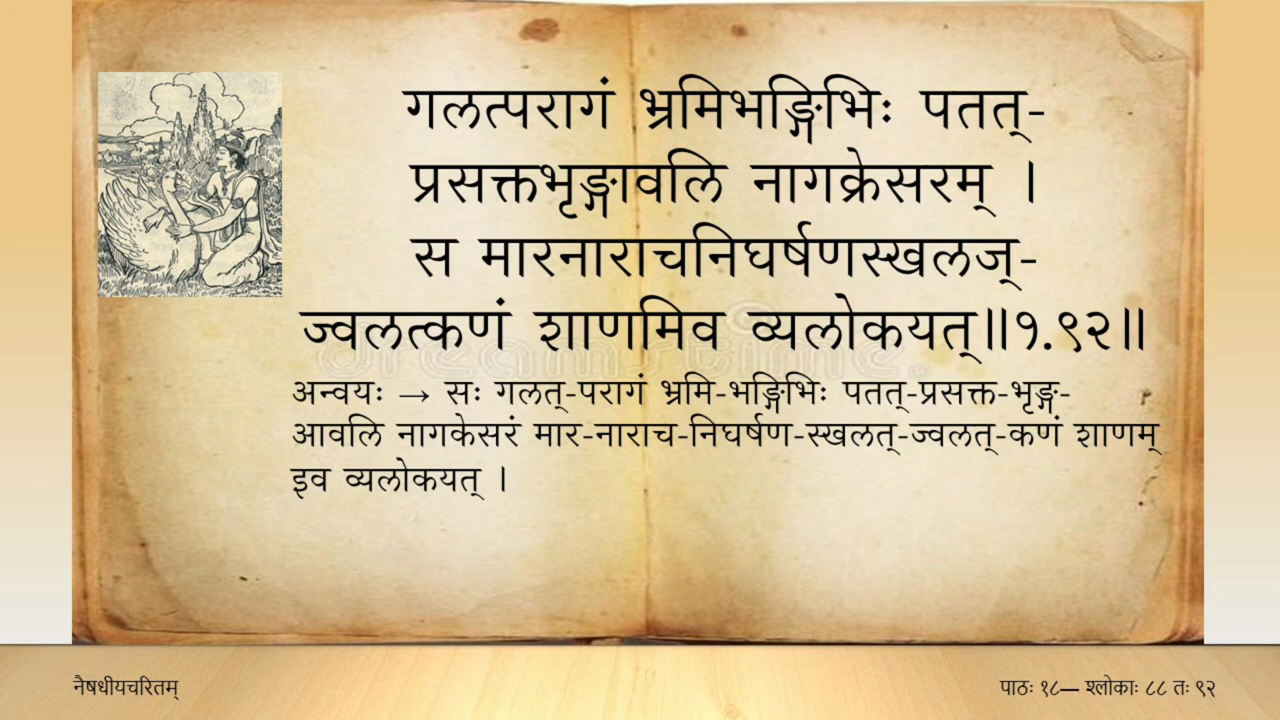 गलत्परागं भ्रमिभङ्गिभिः पतत्-
प्रसक्तभृङ्गावलि नागक्रेसरम् ।
स मारनाराचनिघर्षणस्खलज्-
ज्वलत्कणं शाणमिव व्यलोकयत्॥१.९२॥
अन्वयः → सः गलत्-परागं भ्रमि-भङ्गिभिः पतत्-प्रसक्त-भृङ्ग-
आवलि नागकेसरं मार-नाराच-निघर्षण-स्खलत्-ज्वलत्-कणं शाणम्
इव व्यलोकयत् ।
नैषधीयचरितम्
पाठः १८— श्लोकाः ८८ तः ९२